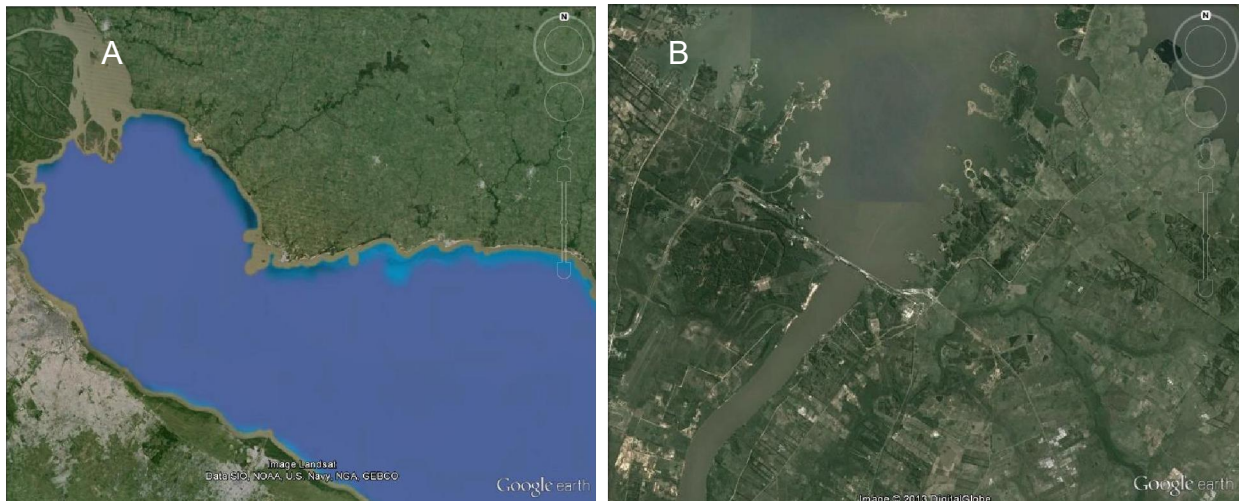 A
N
Image Landsat
Data SIO, NOAA, U.S. Navy, NGA, GEBCO
Google earth
B
N
Image © 2013 DigitalGlobe
Google earth